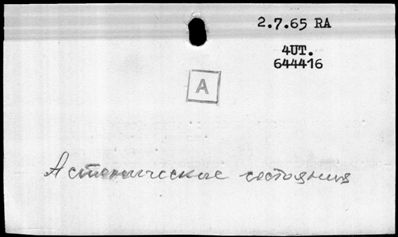 2.7.65 RA
4UT.
644416
A
Астенические состояния